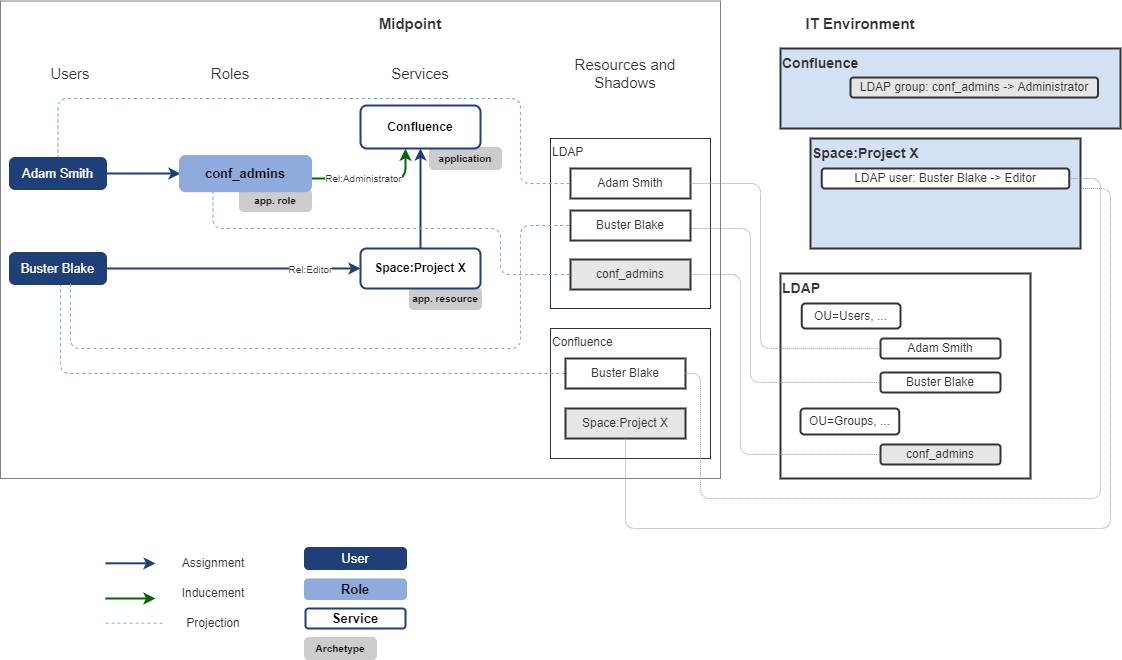 Midpoint
Users
Roles
Services
Resources and
Shadows
Adam Smith
conf_admins
app. role
Rel:Administrator
Confluence
application
Buster Blake
Rel:Editor
Space:Project X
app. resource
LDAP
Adam Smith
Buster Blake
conf_admins
Confluence
Buster Blake
Space:Project X
IT Environment
Confluence
LDAP group: conf_admins -> Administrator
Space:Project X
LDAP user: Buster Blake -> Editor
LDAP
OU=Users, ...
Adam Smith
Buster Blake
OU=Groups, ...
conf_admins
Assignment
Inducement
Projection
User
Role
Service
Archetype